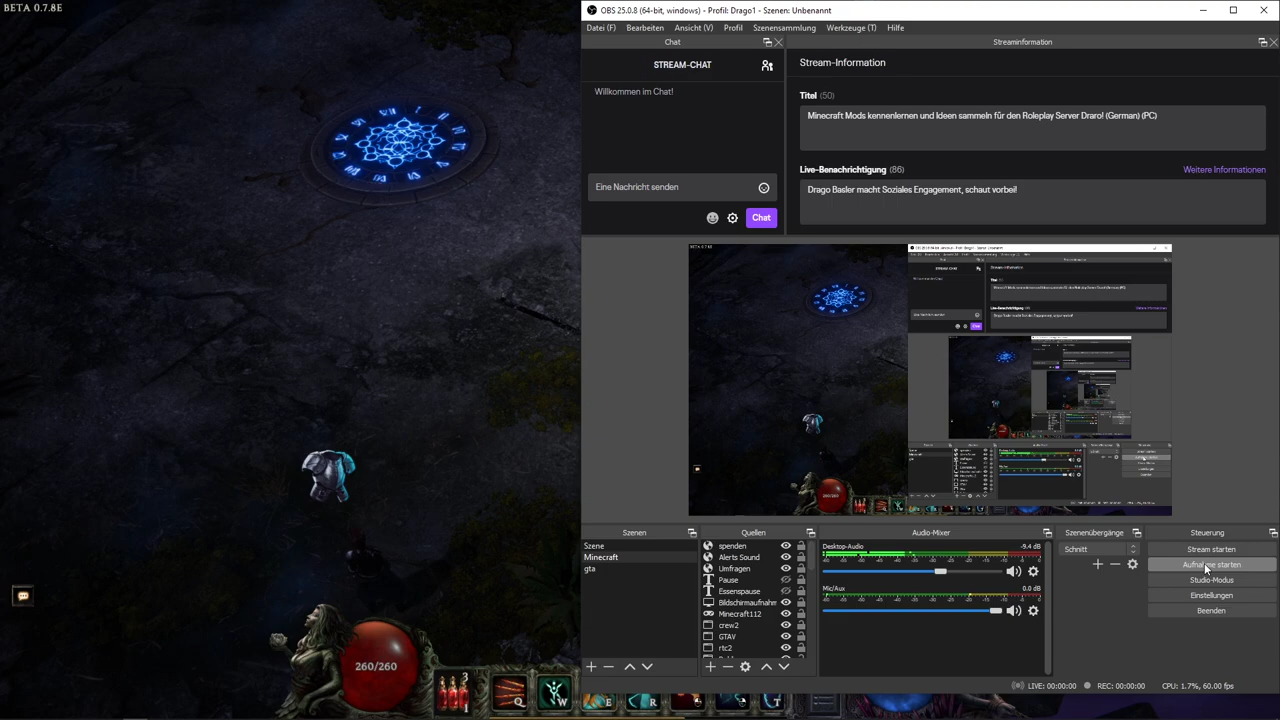 BETA 0.7.8E
OBS 25.0.8 (64-bit, windows) - Profil: Drago1 - Szenen: Unbenannt
Datei (F) Bearbeiten Ansicht (V) Profil Szenensammlung Werkzeuge (T) Hilfe
Chat
Streaminformation
STREAM-CHAT
Willkommen im Chat!
Eine Nachricht senden
Chat
Stream-Information
Titel (50)
Minecraft Mods kennenlernen und Ideen sammeln für den Roleplay Server Draro! (German) (PC)
Live-Benachrichtigung (86)
Weitere Informationen
Drago Basler macht Soziales Engagement, schaut vorbei!
Szenen
Szene
Minecraft
gta
Quellen
spenden
Alerts Sound
Umfragen
Pause
Essenspause
Bildschirmaufnahm
Minecraft112
crew2
GTAV
rtc2
Audio-Mixer
Desktop-Audio -9.4 dB
Mic/Aux 0.0 dB
Szenenübergänge
Schnitt
Steuerung
Stream starten
Aufnahme starten
Studio-Modus
Einstellungen
Beenden
LIVE: 00:00:00 REC: 00:00:00 CPU: 1.7%, 60.00 fps
260/260
3
1
Q
W
E
R
T